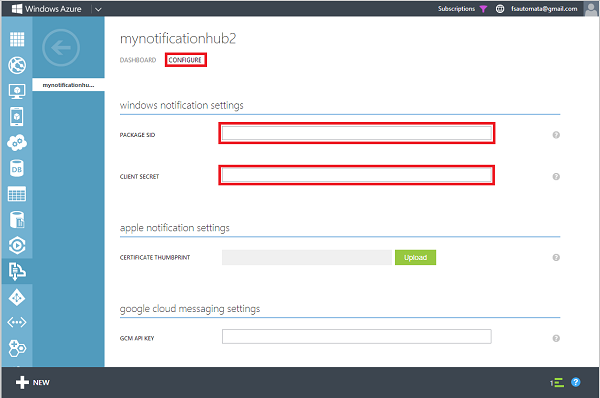 Windows Azure
Subscriptions
fsautomata@gmail.com
mynotificationhu...
mynotificationhub2
DASHBOARD CONFIGURE
windows notification settings
PACKAGE SID
?
CLIENT SECRET
?
apple notification settings
CERTIFICATE THUMBPRINT
Upload
?
google cloud messaging settings
GCM API KEY
?
DB
NEW
1
?